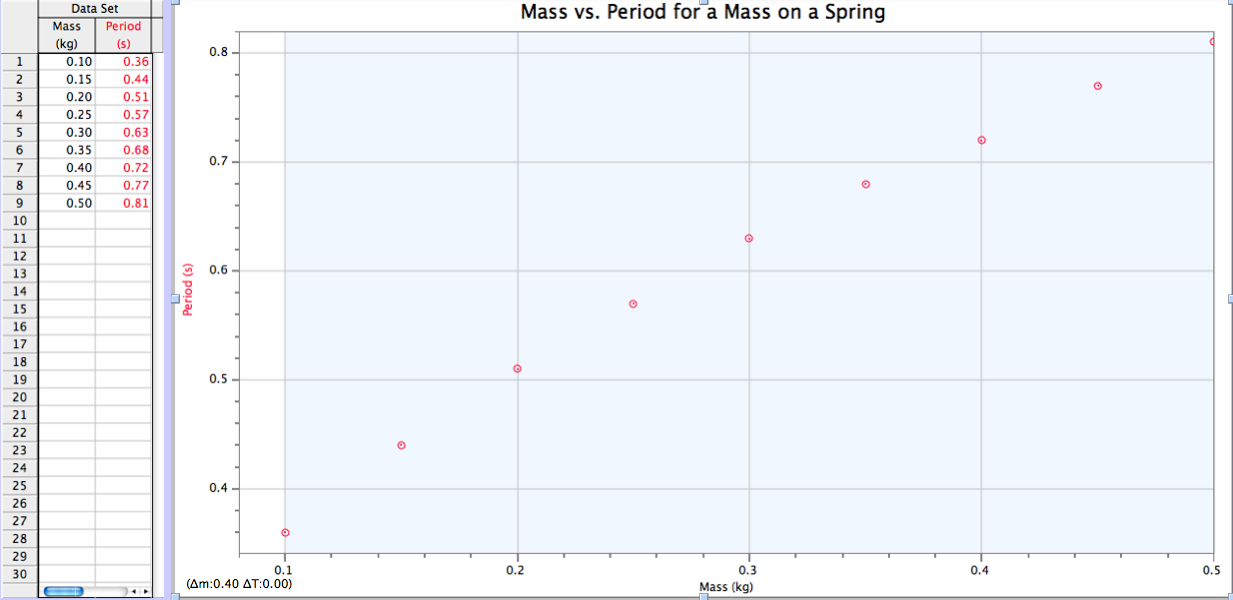 Data Set
Mass Period
(kg) (s)
1 0.10 0.36
2 0.15 0.44
3 0.20 0.51
4 0.25 0.57
5 0.30 0.63
6 0.35 0.68
7 0.40 0.72
8 0.45 0.77
9 0.50 0.81
10
11
12
13
14
15
16
17
18
19
20
21
22
23
24
25
26
27
28
29
30
Mass vs. Period for a Mass on a Spring
Period (s)
0.8
0.7
0.6
0.5
0.4
0.1 0.2 0.3 0.4 0.5
(Δm:0.40 ΔT:0.00)
Mass (kg)